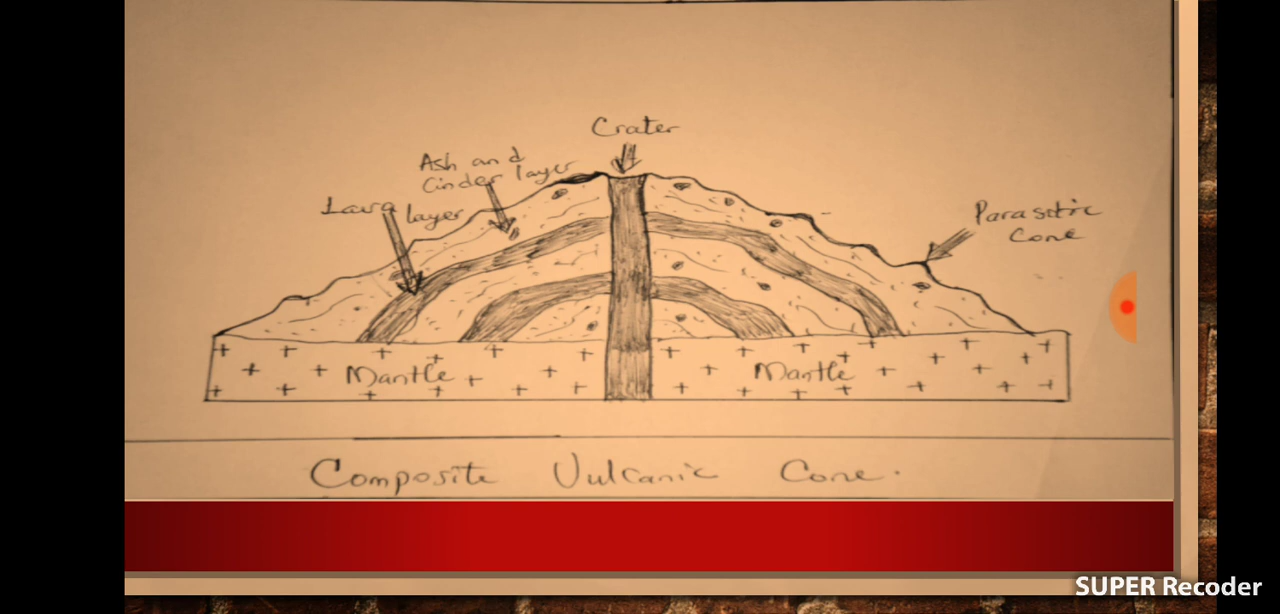 Crater
Ash and
Cinder layer
Lava layer
Parasitic
Cone
Mantle
Mantle
Composite Vulcanic Cone.
SUPER Recoder